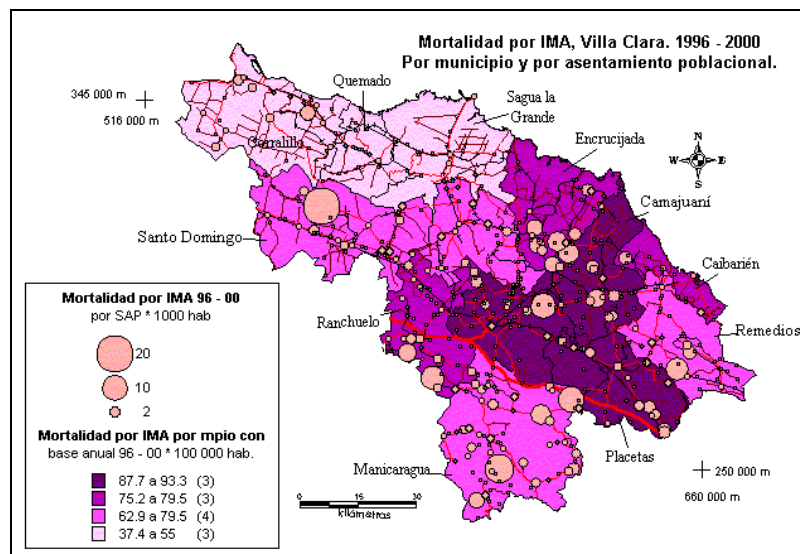 Mortalidad por IMA, Villa Clara. 1996 - 2000
Por municipio y por asentamiento poblacional.
345 000 m
516 000 m
Quemado
Sagua la
Grande
Corralillo
Encrucijada
N
W E
S
Camajuaní
Santo Domingo
Caibarién
Ranchuelo
Remedios
Placetas
Manicaragua
250 000 m
660 000 m
0 15 30
kilómetros
Mortalidad por IMA 96 - 00
por SAP * 1000 hab
20
10
2
Mortalidad por IMA por mpio con
base anual 96 - 00 * 100 000 hab.
87.7 a 93.3 (3)
75.2 a 79.5 (3)
62.9 a 79.5 (4)
37.4 a 55 (3)